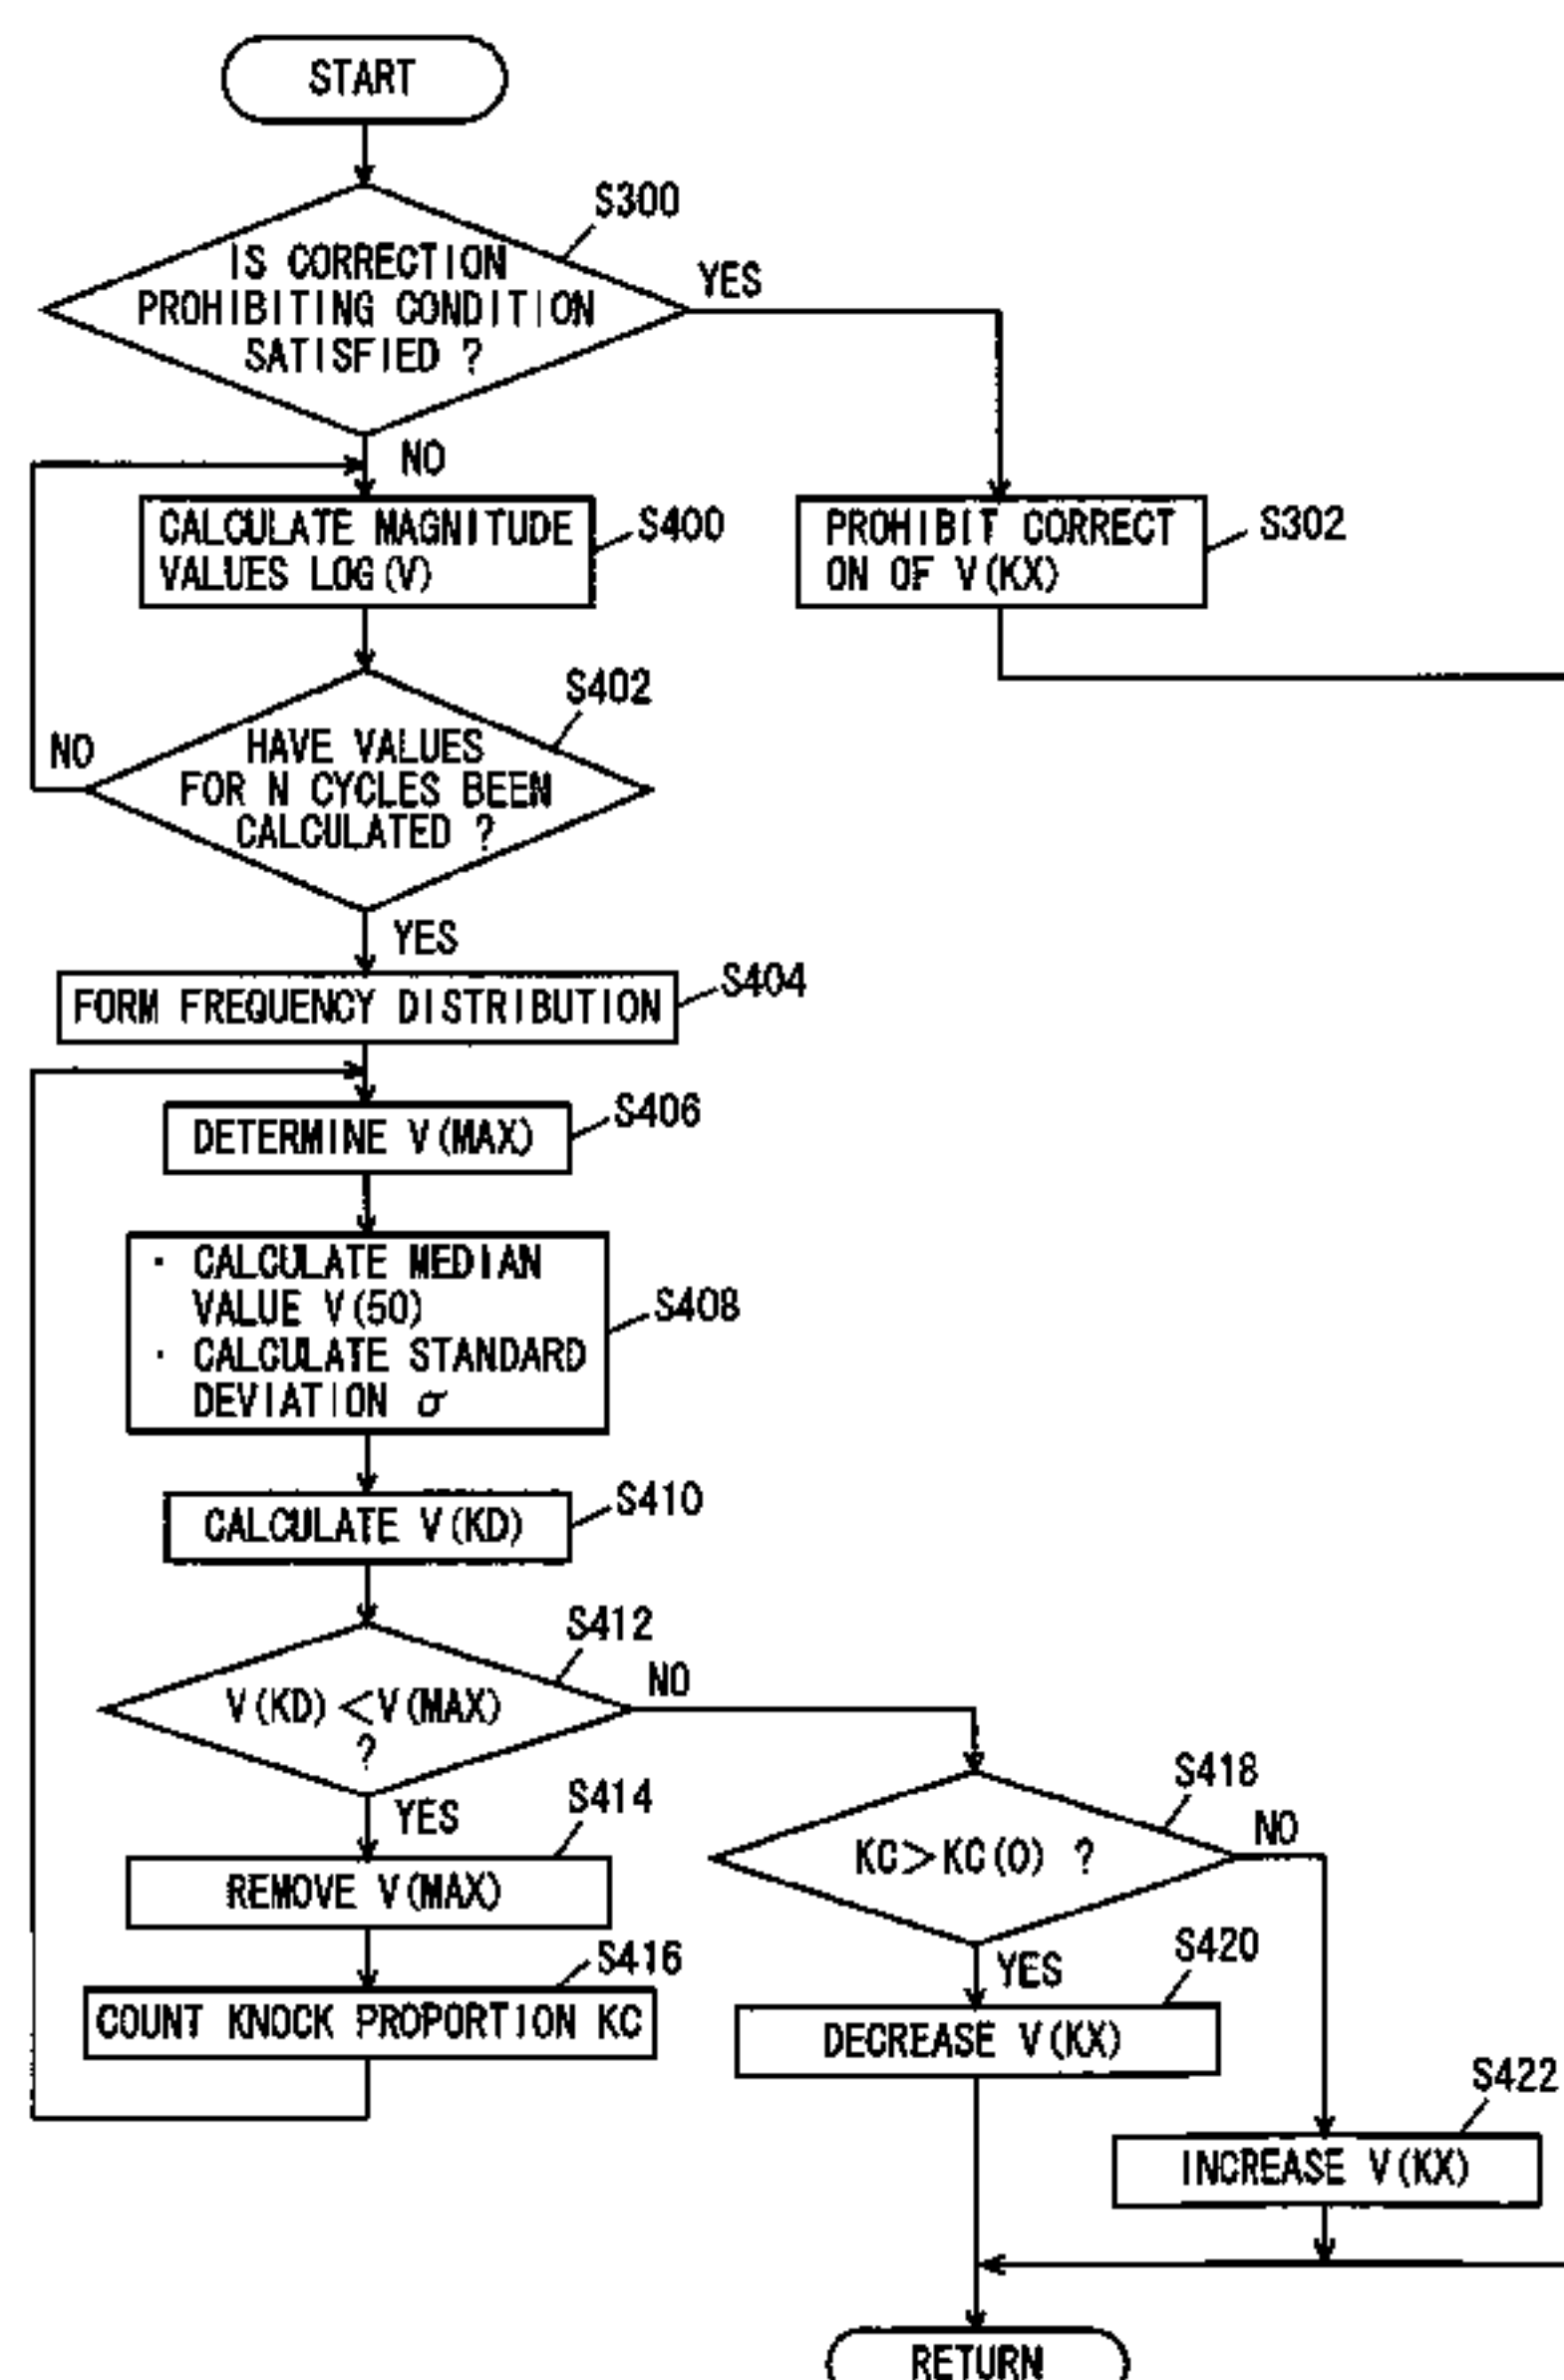 START
S300
IS CORRECTION
PROHIBITING CONDITION
SATISFIED ?
YES
NO
CALCULATE MAGNITUDE
VALUES LOG(V)
S400
PROHIBIT CORRECT
ON OF V(KX)
S302
S402
NO
HAVE VALUES
FOR N CYCLES BEEN
CALCULATED ?
YES
FORM FREQUENCY DISTRIBUTION
S404
DETERMINE V(MAX)
S406
· CALCULATE MEDIAN
VALUE V(50)
· CALCULATE STANDARD
DEVIATION σ
S408
CALCULATE V(KD)
S410
S412
V(KD)<V(MAX)
?
NO
YES
S414
REMOVE V(MAX)
S416
COUNT KNOCK PROPORTION KC
S418
KC>KC(0) ?
NO
YES
S420
DECREASE V(KX)
S422
INCREASE V(KX)
RETURN